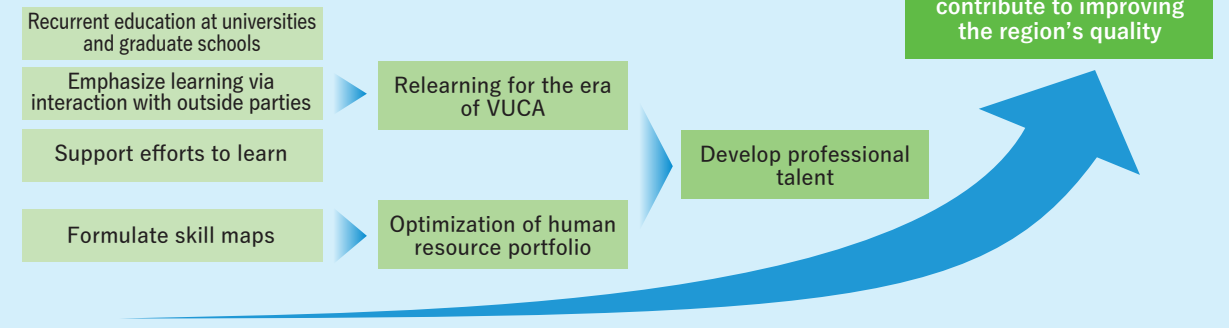 contribute to improving
the region's quality
Recurrent education at universities
and graduate schools
Emphasize learning via
interaction with outside parties
Relearning for the era
of VUCA
Support efforts to learn
Develop professional
talent
Formulate skill maps
Optimization of human
resource portfolio